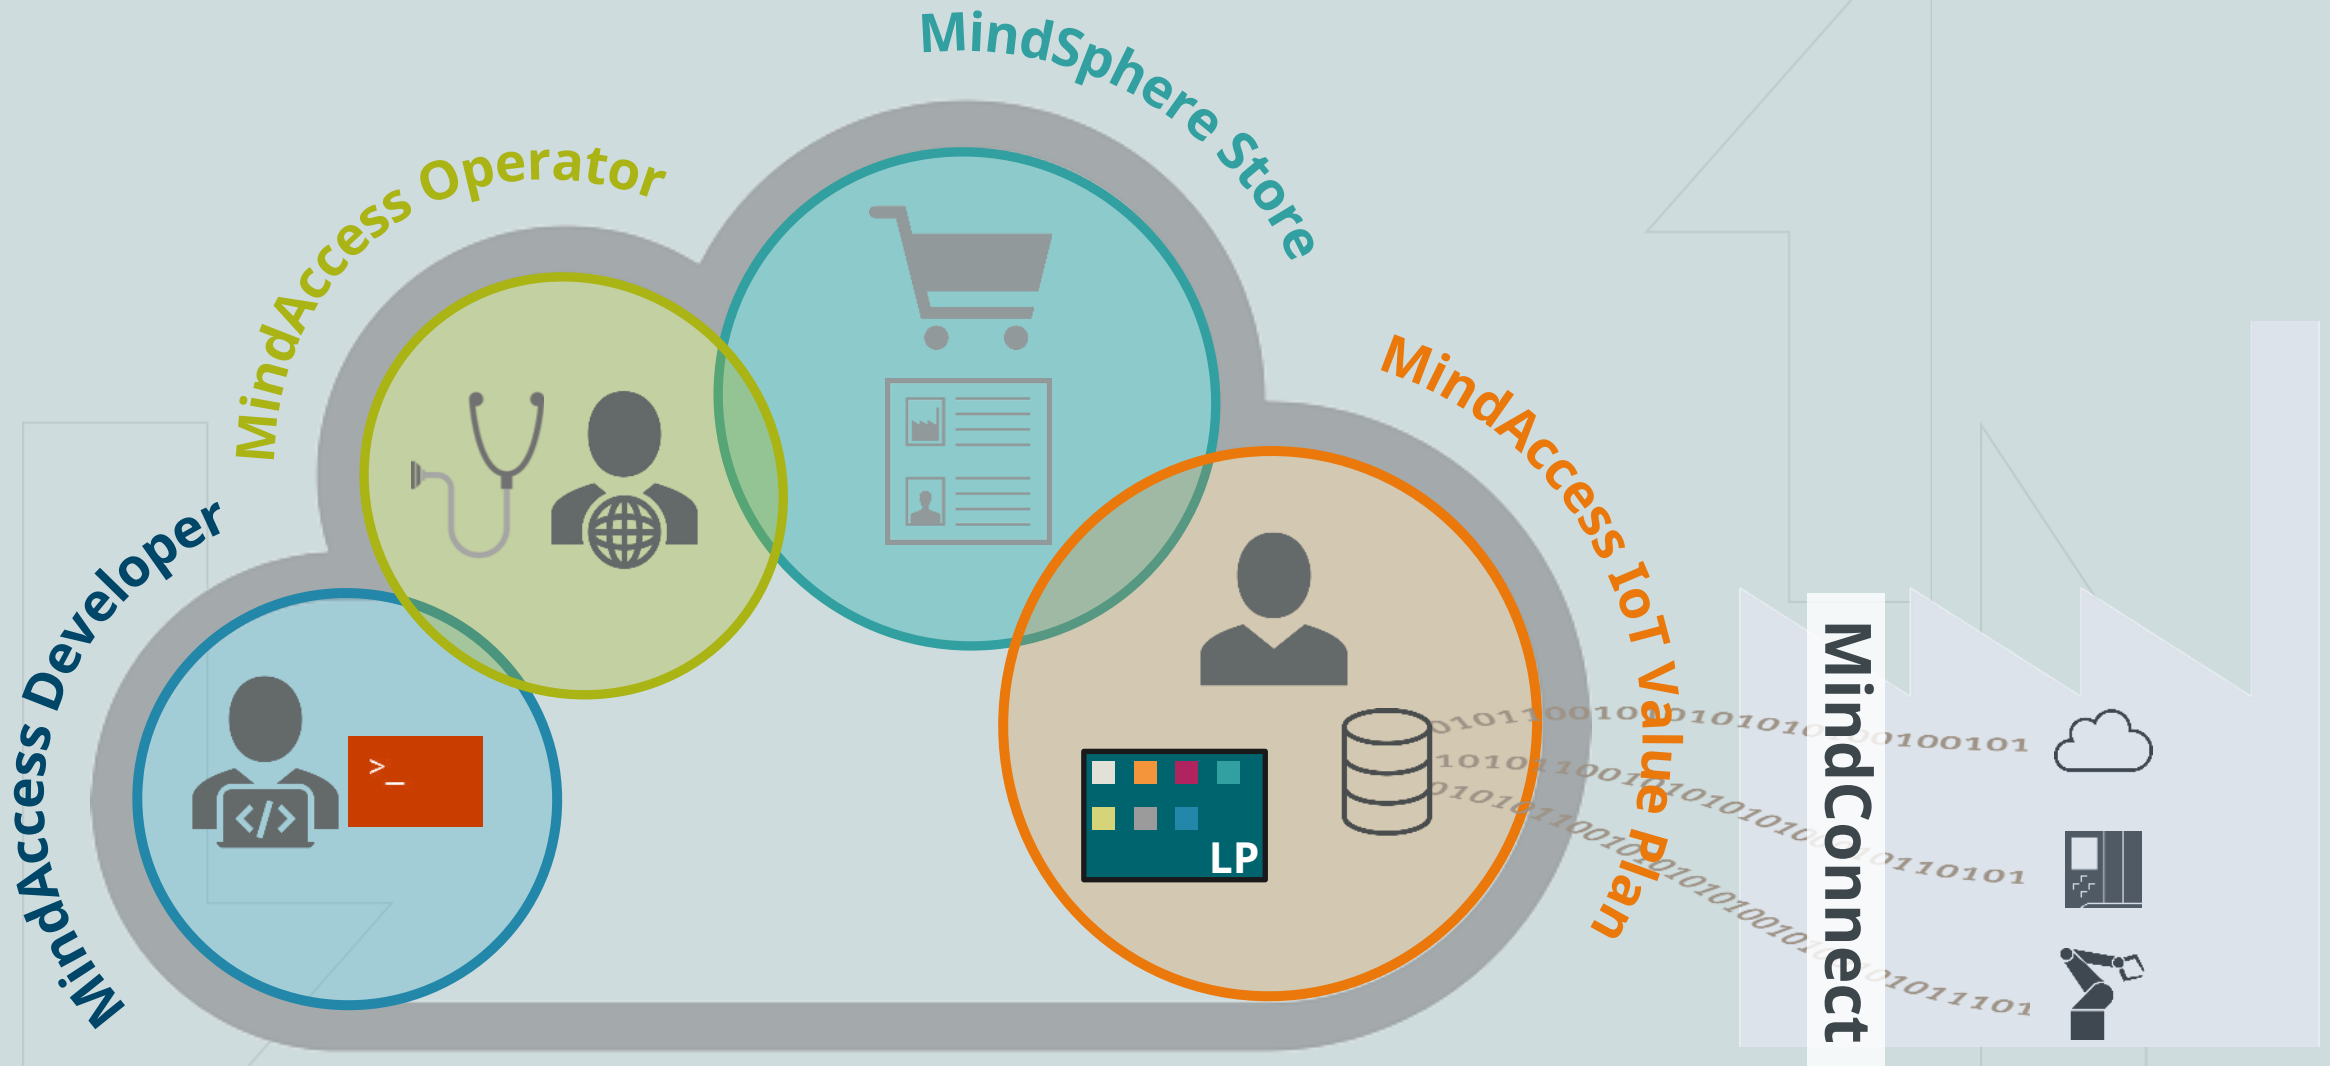 MindSphere Store
MindAccess Operator
MindAccess IoT Value Plan
MindAccess Developer
</>
>_
LP
MindConnect